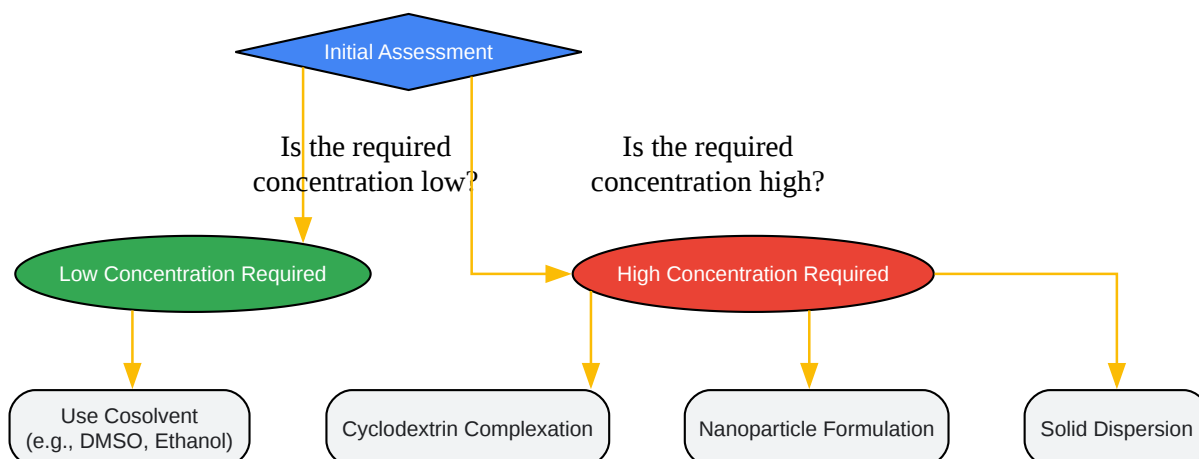 Initial Assessment
Is the required
concentration low?
Is the required
concentration high?
Low Concentration Required
High Concentration Required
Use Cosolvent
(e.g., DMSO, Ethanol)
Cyclodextrin Complexation
Nanoparticle Formulation
Solid Dispersion